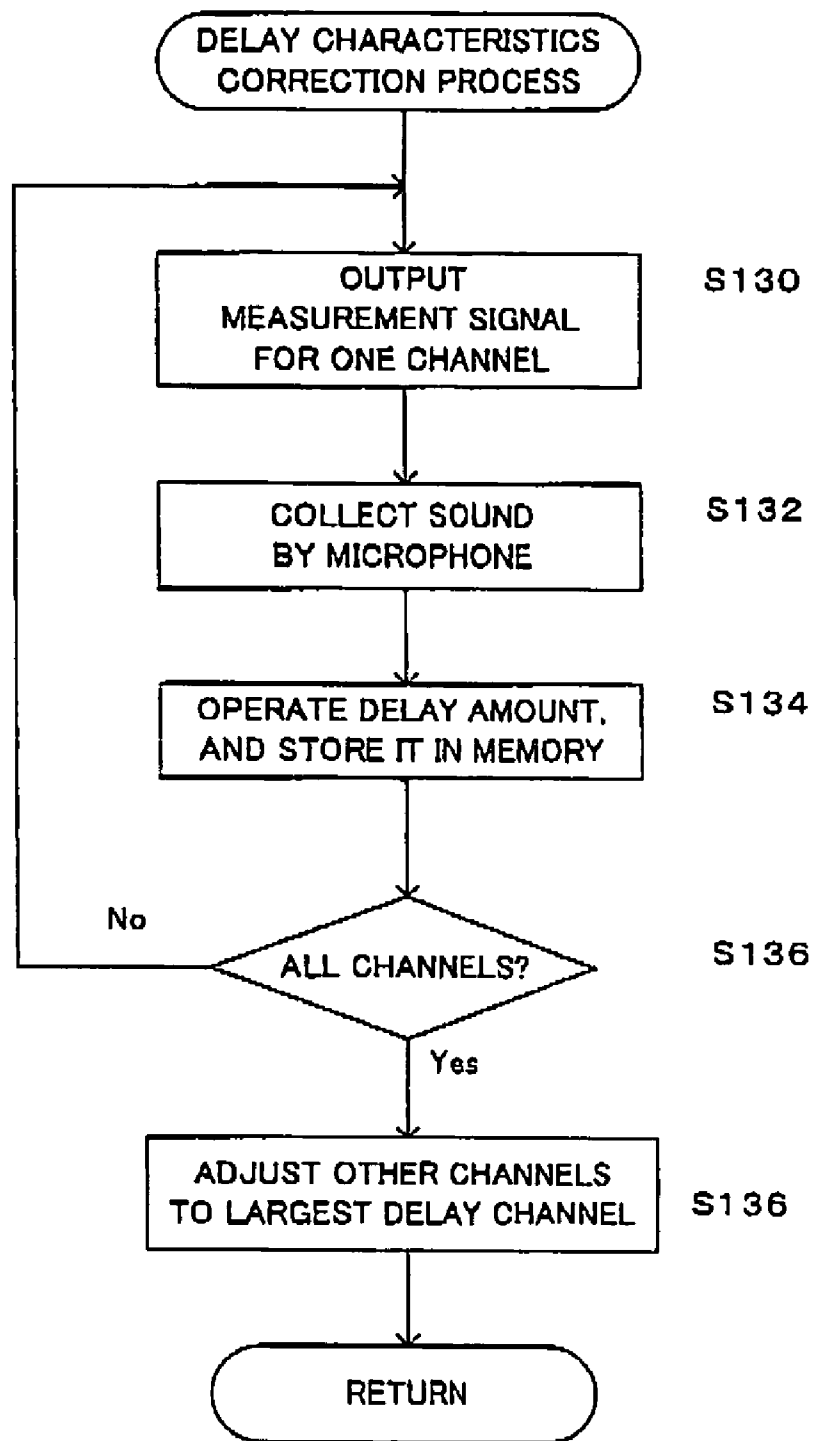 DELAY CHARACTERISTICS
CORRECTION PROCESS
OUTPUT
MEASUREMENT SIGNAL
FOR ONE CHANNEL
S130
COLLECT SOUND
BY MICROPHONE
S132
OPERATE DELAY AMOUNT,
AND STORE IT IN MEMORY
S134
No
ALL CHANNELS?
S136
Yes
ADJUST OTHER CHANNELS
TO LARGEST DELAY CHANNEL
S136
RETURN